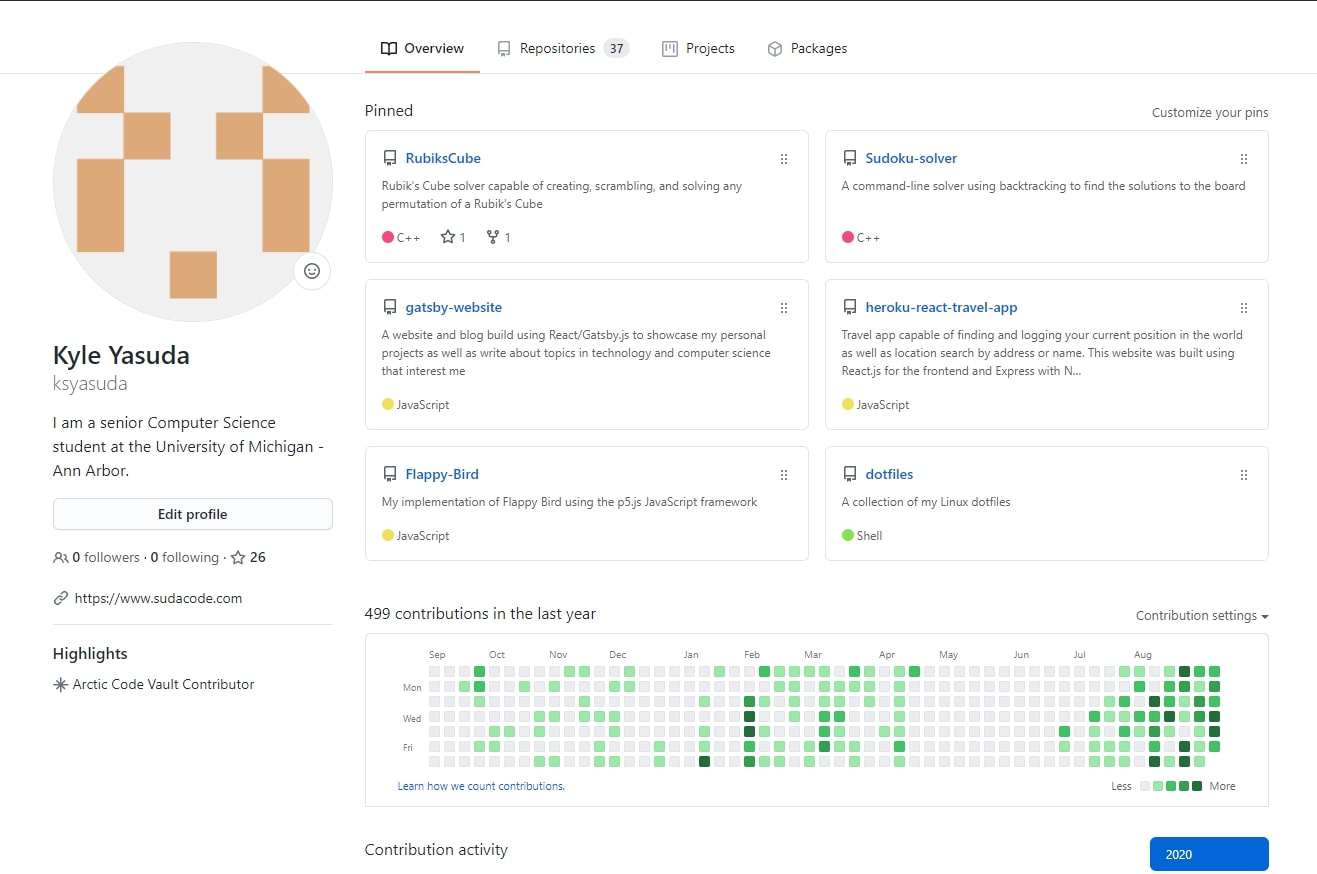 Overview Repositories 37 Projects Packages
Pinned
Customize your pins
RubiksCube
Rubik's Cube solver capable of creating, scrambling, and solving any
permutation of a Rubik's Cube
C++ 1 1
Sudoku-solver
A command-line solver using backtracking to find the solutions to the board
C++
gatsby-website
A website and blog build using React/Gatsby.js to showcase my personal
projects as well as write about topics in technology and computer science
that interest me
JavaScript
heroku-react-travel-app
Travel app capable of finding and logging your current position in the world
as well as location search by address or name. This website was built using
React.js for the frontend and Express with N...
JavaScript
Flappy-Bird
My implementation of Flappy Bird using the p5.js JavaScript framework
JavaScript
dotfiles
A collection of my Linux dotfiles
Shell
Kyle Yasuda
ksyasuda
I am a senior Computer Science
student at the University of Michigan -
Ann Arbor.
Edit profile
0 followers · 0 following · 26
https://www.sudacode.com
Highlights
Arctic Code Vault Contributor
499 contributions in the last year
Contribution settings
Sep Oct Nov Dec Jan Feb Mar Apr May Jun Jul Aug
Mon
Wed
Fri
Learn how we count contributions.
Less More
Contribution activity
2020